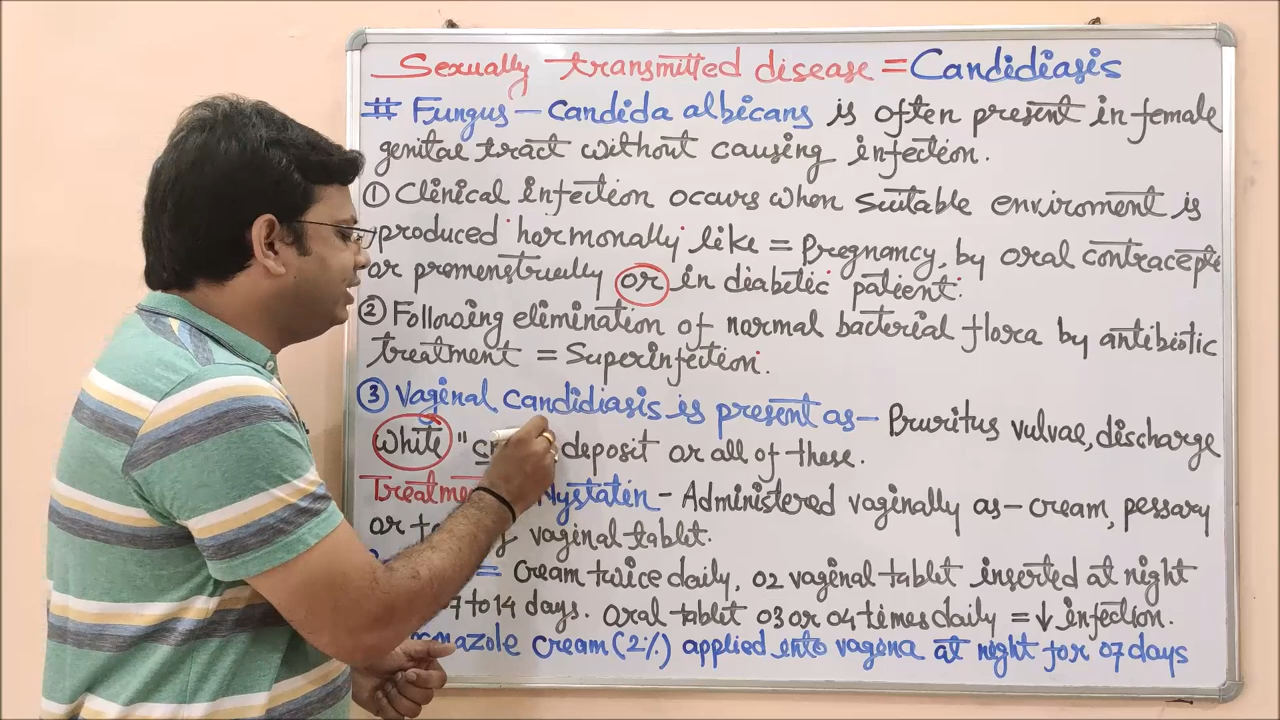 Sexually transmitted disease = Candidiasis
# Fungus - Candida albicans is often present in female
genital tract without causing infection.
① Clinical infection occurs when suitable enviroment is
produced hormonally like = Pregnancy, by oral contracepti
or premenstrually or in diabetic patient.
② Following elimination of normal bacterial flora by antibiotic
treatment = Superinfection.
③ Vaginal candidiasis is present as - Pruritus vulvae, discharge
white " deposit or all of these.
Nystatin - Administered vaginally as - cream, pessary
or vaginal tablet.
= Cream twice daily, 02 vaginal tablet inserted at night
7 to 14 days. Oral tablet 03 or 04 times daily = ↓ infection.
cream (2%) applied into vagina at night for 07 days